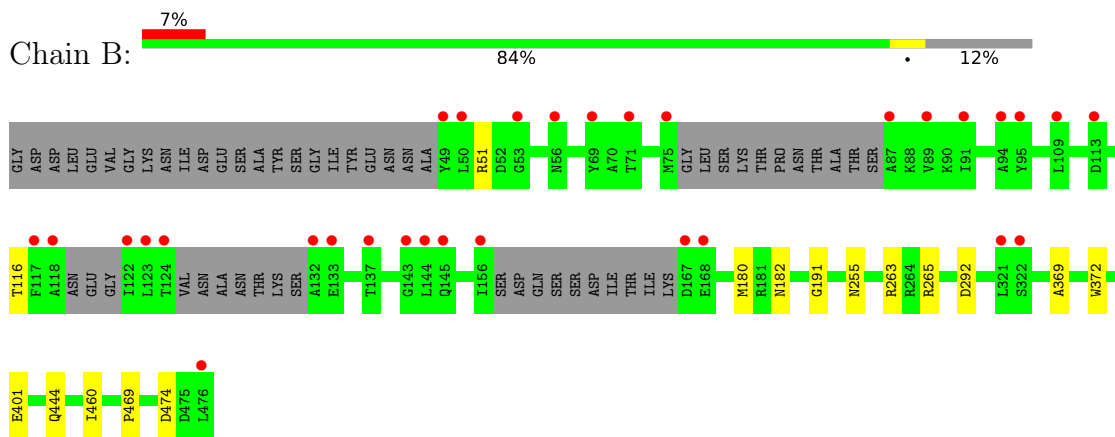 7%
Chain B:
84% • 12%
GLY ASP ASP LEU GLU VAL GLY LYS ASN ILE ASP GLU SER ALA TYR SER GLY ILE TYR GLU ASN ASN ALA Y49 L50 R51 D52 G53 N56 Y69 A70 T71 M75 GLY LEU SER LYS THR PRO ASN THR ALA THR SER A87 K88 V89 K90 I91 A94 Y95 L109 D113
T116 F117 A118 ASN GLU GLY I122 L123 T124 VAL ASN ALA ASN THR LYS SER A132 E133 T137 G143 L144 Q145 I156 SER ASP GLN SER SER ASP ILE THR ILE LYS D167 E168 M180 R181 N182 G191 N255 R263 R264 R265 D292 L321 S322 A369 W372
E401 Q444 I460 P469 D474 D475 L476